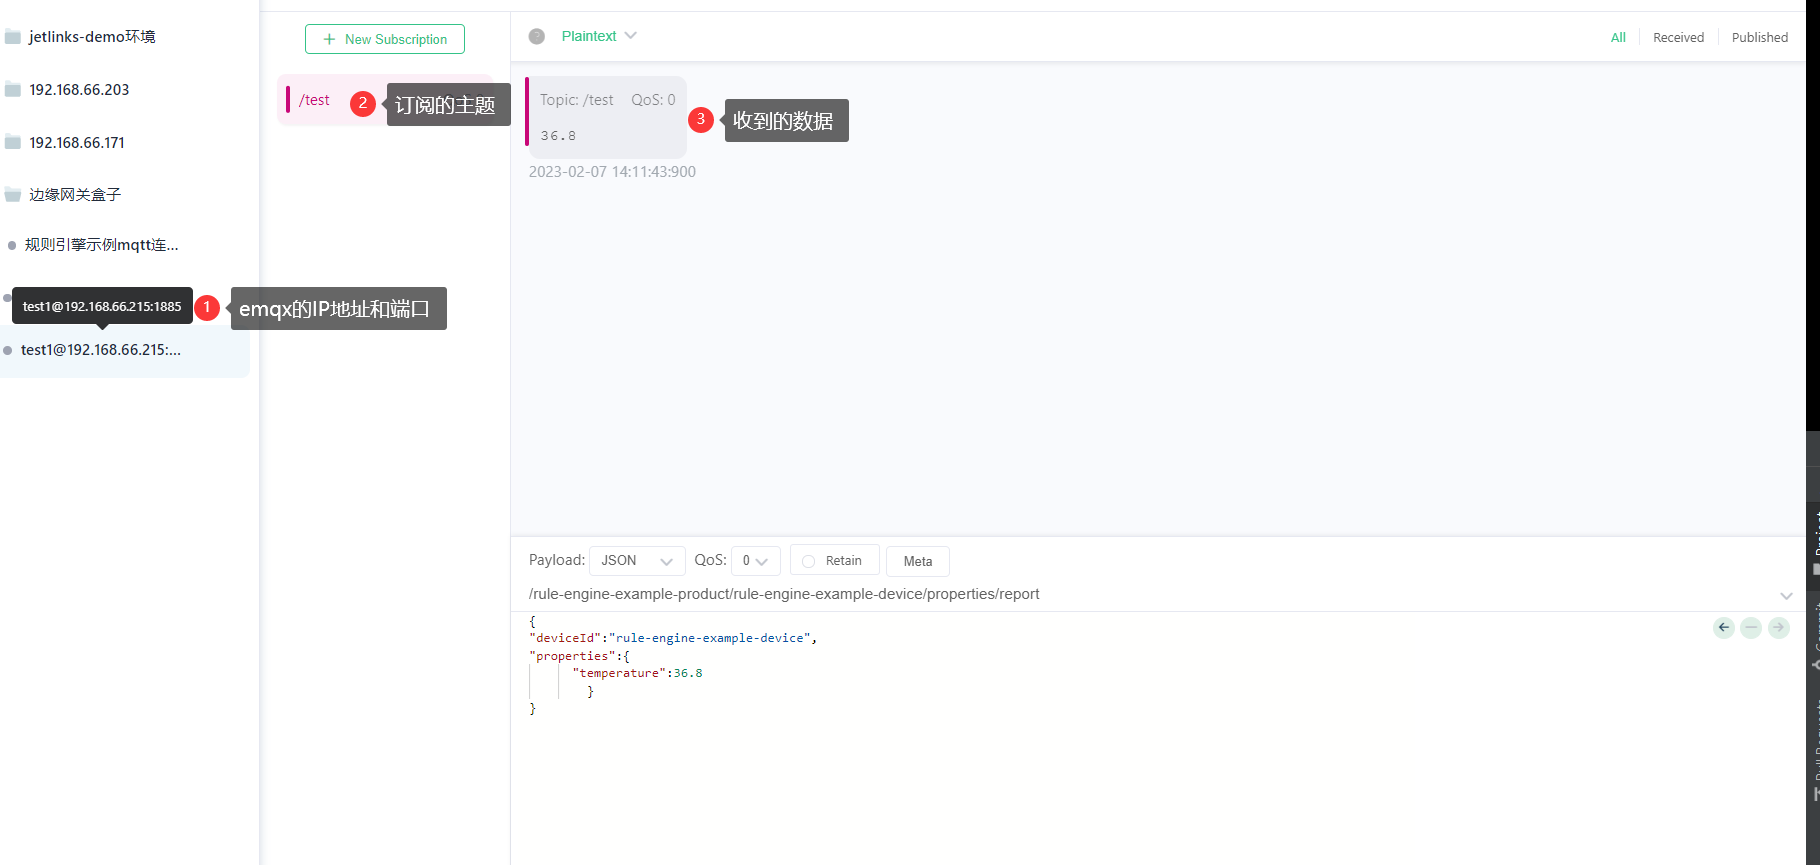 jetlinks-demo环境
192.168.66.203
192.168.66.171
边缘网关盒子
规则引擎示例mqtt连...
test1@192.168.66.215:1885
1 emqx的IP地址和端口
test1@192.168.66.215:...
New Subscription
/test
2 订阅的主题
Plaintext
All Received Published
Topic: /test QoS: 0
36.8
3 收到的数据
2023-02-07 14:11:43:900
Payload: JSON QoS: 0 Retain Meta
/rule-engine-example-product/rule-engine-example-device/properties/report
{
"deviceId":"rule-engine-example-device",
"properties":{
"temperature":36.8
}
}
Project
Commit
Pull Requests